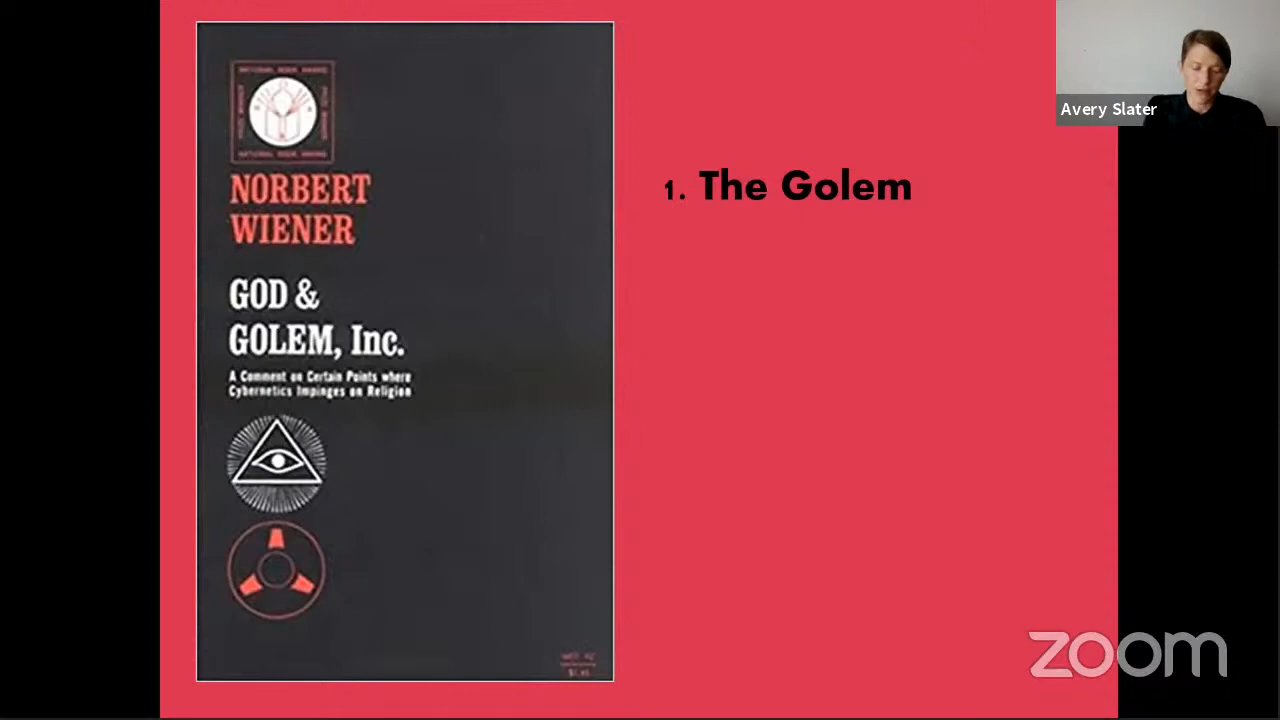 NORBERT
WIENER
GOD &
GOLEM, Inc.
A Comment on Certain Points where
Cybernetics Impinges on Religion
1. The Golem
Avery Slater
zoom